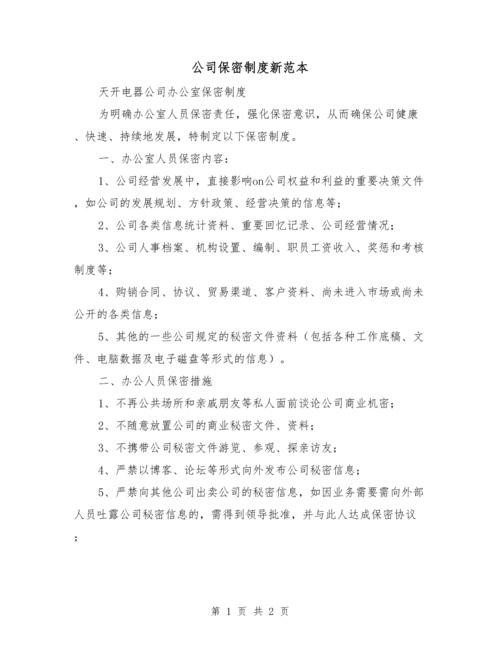 公司保密制度新范本
天开电器公司办公室保密制度
为明确办公室人员保密责任，强化保密意识，从而确保公司健康
、快速、持续地发展，特制定以下保密制度。
一、办公室人员保密内容：
1、公司经营发展中，直接影响on公司权益和利益的重要决策文件
，如公司的发展规划、方针政策、经营决策的信息等；
2、公司各类信息统计资料、重要回忆记录、公司经营情况；
3、公司人事档案、机构设置、编制、职员工资收入、奖惩和考核
制度等；
4、购销合同、协议、贸易渠道、客户资料、尚未进入市场或尚未
公开的各类信息；
5、其他的一些公司规定的秘密文件资料（包括各种工作底稿、文
件、电脑数据及电子磁盘等形式的信息）。
二、办公人员保密措施
1、不再公共场所和亲戚朋友等私人面前谈论公司商业机密；
2、不随意放置公司的商业秘密文件、资料；
3、不携带公司秘密文件游览、参观、探亲访友；
4、严禁以博客、论坛等形式向外发布公司秘密信息；
5、严禁向其他公司出卖公司的秘密信息，如因业务需要需向外部
人员吐露公司秘密信息的，需得到领导批准，并与此人达成保密协议
；
第 1 页 共 2 页